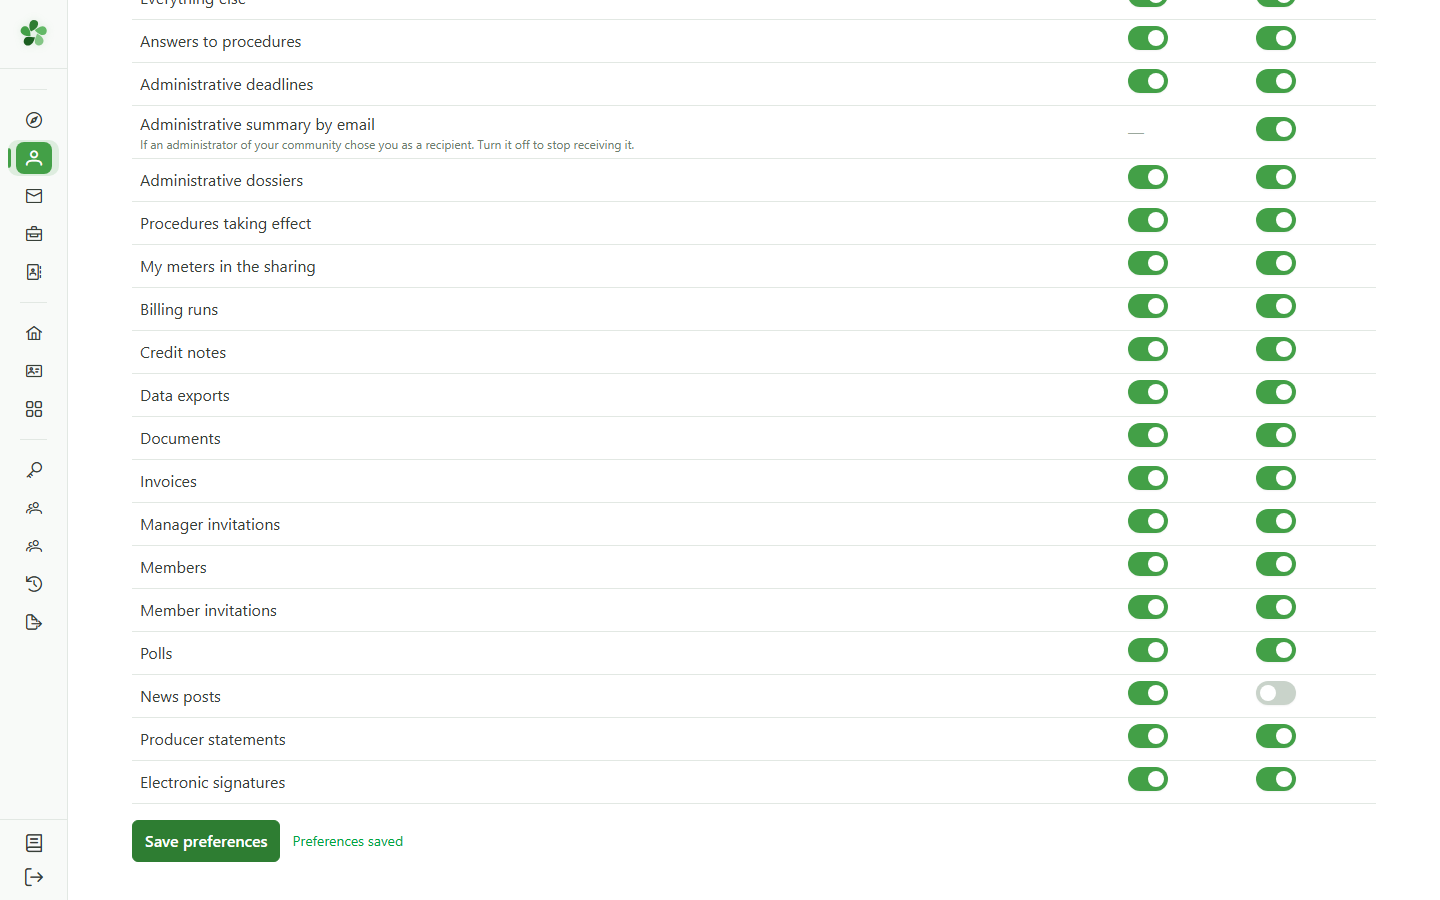 Everything else
Answers to procedures
Administrative deadlines
Administrative summary by email
—
If an administrator of your community chose you as a recipient. Turn it off to stop receiving it.
Administrative dossiers
Procedures taking effect
My meters in the sharing
Billing runs
Credit notes
Data exports
Documents
Invoices
Manager invitations
Members
Member invitations
Polls
News posts
Producer statements
Electronic signatures
Save preferences
Preferences saved